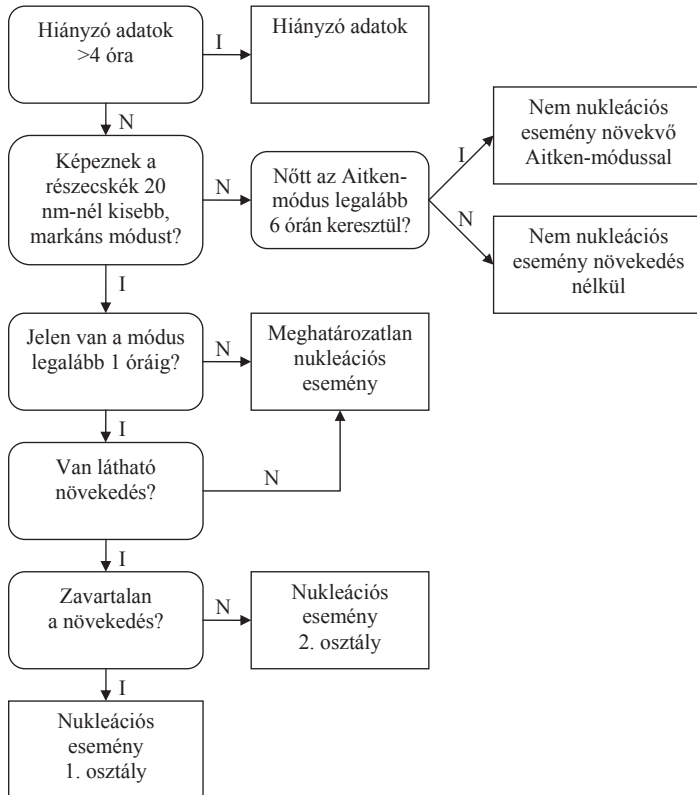 Hiányzó adatok
>4 óra
I
Hiányzó adatok
N
Képeznek a
részecskék 20
nm-nél kisebb,
markáns módust?
N
Nőtt az Aitken-
módus legalább
6 órán keresztül?
I
Nem nukleációs
esemény növekvő
Aitken-módussal
N
Nem nukleációs
esemény növekedés
nélkül
I
Jelen van a módus
legalább 1 óráig?
N
Meghatározatlan
nukleációs
esemény
I
Van látható
növekedés?
N
I
Zavartalan
a növekedés?
N
Nukleációs
esemény
2. osztály
I
Nukleációs
esemény
1. osztály